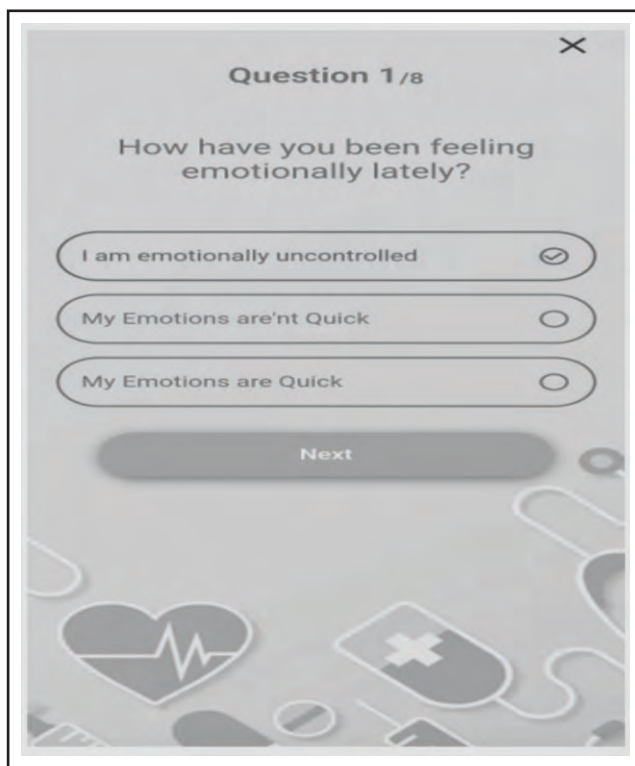 Question 1/8
How have you been feeling
emotionally lately?
I am emotionally uncontrolled
My Emotions are'nt Quick
My Emotions are Quick
Next